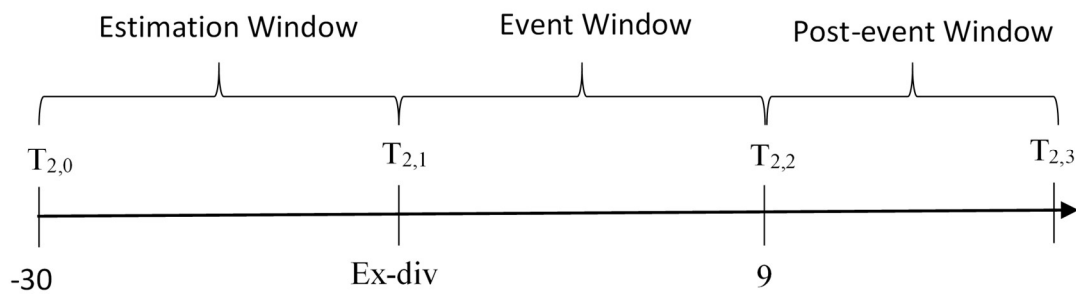 Estimation Window
Event Window
Post-event Window
T2,0
T2,1
T2,2
T2,3
-30
Ex-div
9